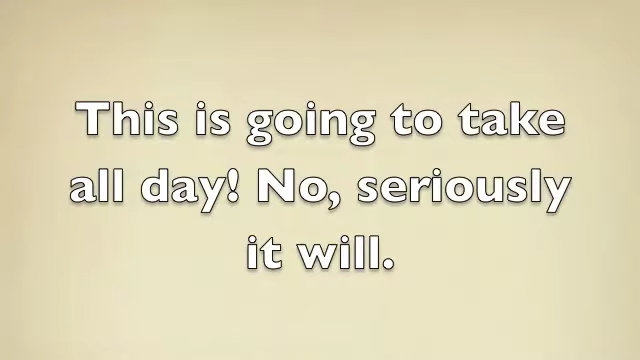 This is going to take
all day! No, seriously
it will.